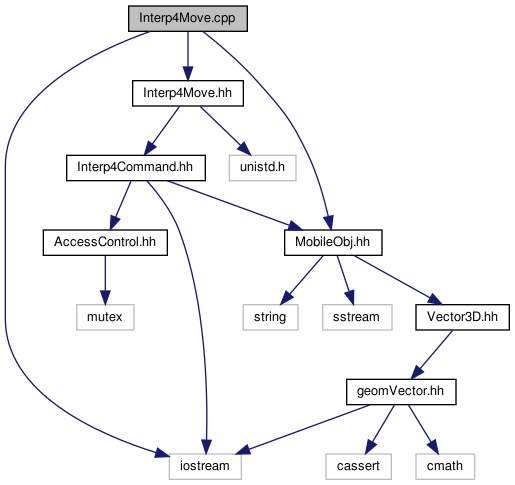 Interp4Move.cpp
Interp4Move.hh
Interp4Command.hh
unistd.h
AccessControl.hh
MobileObj.hh
mutex
string
sstream
Vector3D.hh
geomVector.hh
iostream
cassert
cmath